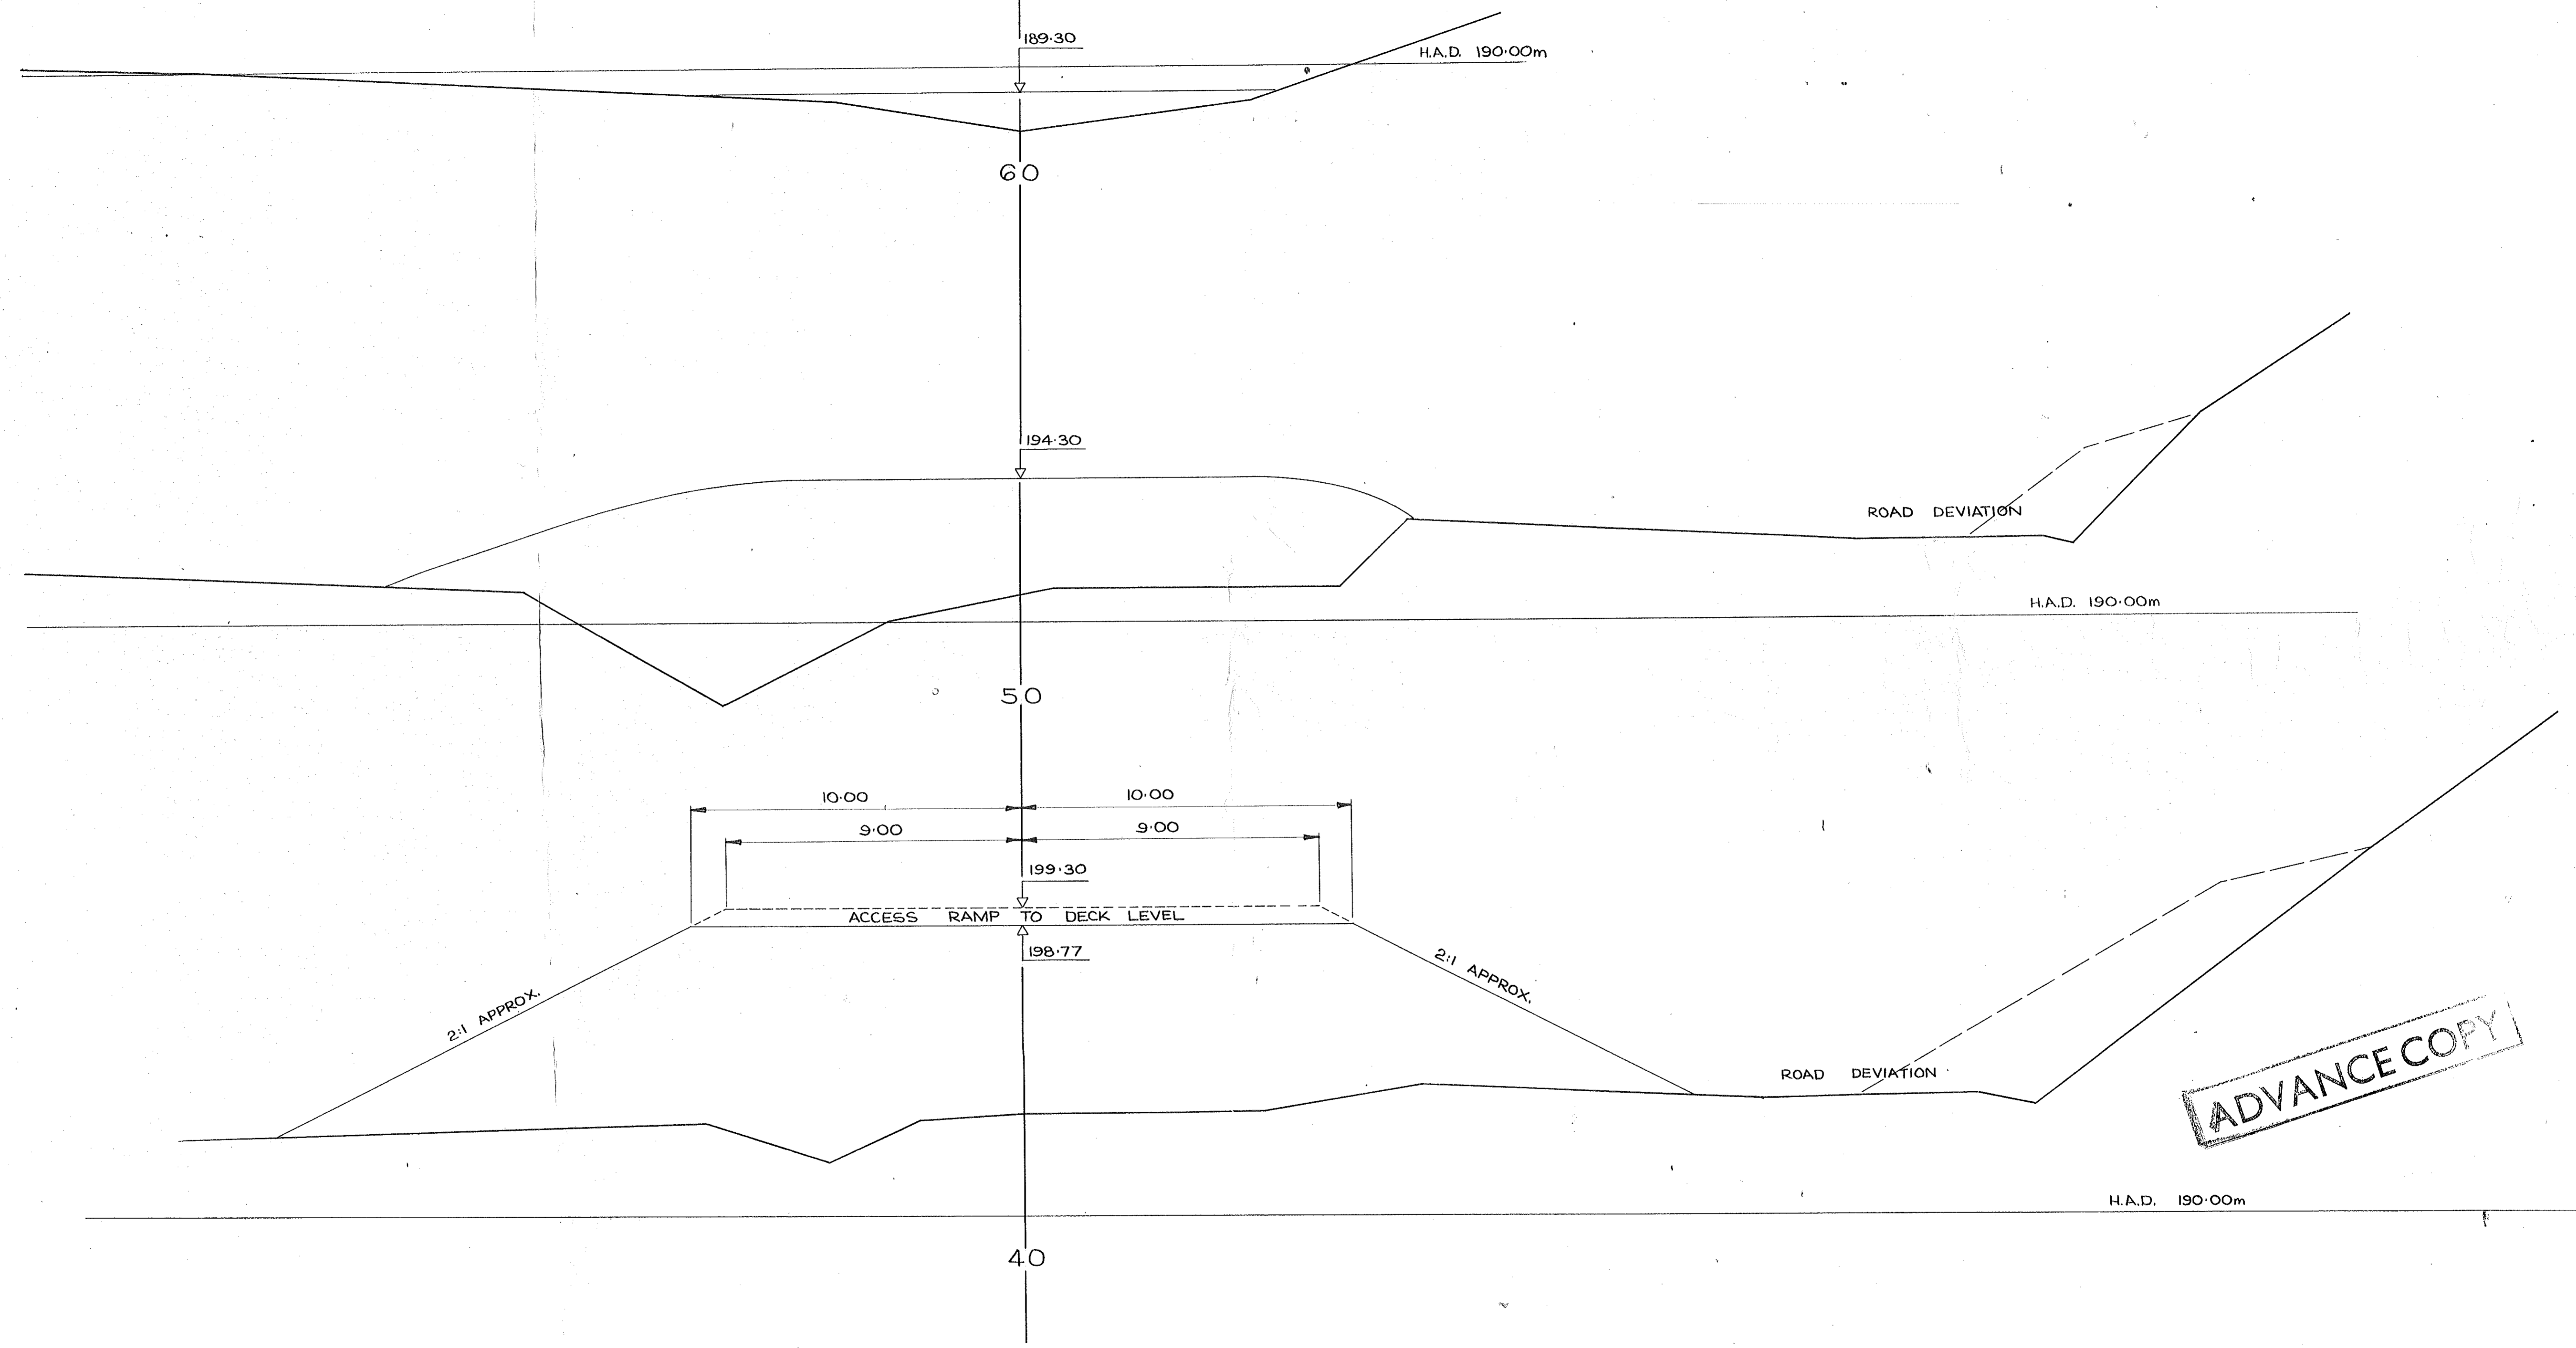 189·30
H.A.D. 190·00m
60
194·30
ROAD DEVIATION
H.A.D. 190·00m
50
10·00 10·00
9·00 9·00
199·30
ACCESS RAMP TO DECK LEVEL
198·77
2:1 APPROX.
2:1 APPROX.
ROAD DEVIATION
ADVANCE COPY
H.A.D. 190·00m
40